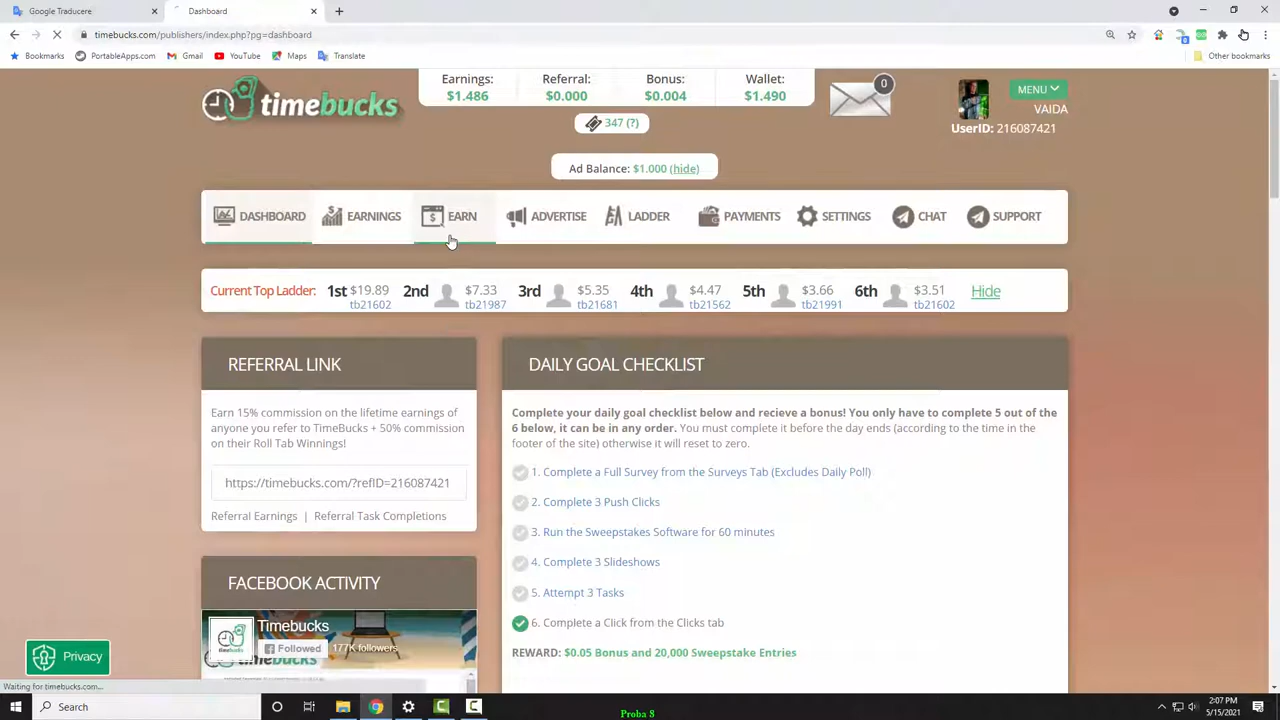 Google Traducere
Dashboard
timebucks.com/publishers/index.php?pg=dashboard
Bookmarks PortableApps.com Gmail YouTube Maps Translate Other bookmarks
timebucks
Earnings: Referral: Bonus: Wallet:
$1.486 $0.000 $0.004 $1.490
347 (?)
0
MENU
VAIDA
UserID: 216087421
Ad Balance: $1.000 (hide)
DASHBOARD EARNINGS EARN ADVERTISE LADDER PAYMENTS SETTINGS CHAT SUPPORT
Current Top Ladder: 1st $19.89 2nd $7.33 3rd $5.35 4th $4.47 5th $3.66 6th $3.51 Hide
tb21602 tb21987 tb21681 tb21562 tb21991 tb21602
REFERRAL LINK
Earn 15% commission on the lifetime earnings of
anyone you refer to TimeBucks + 50% commission
on their Roll Tab Winnings!
https://timebucks.com/?refID=216087421
Referral Earnings | Referral Task Completions
FACEBOOK ACTIVITY
Timebucks
Followed 177K followers
timebucks
DAILY GOAL CHECKLIST
Complete your daily goal checklist below and recieve a bonus! You only have to complete 5 out of the
6 below, it can be in any order. You must complete it before the day ends (according to the time in the
footer of the site) otherwise it will reset to zero.
1. Complete a Full Survey from the Surveys Tab (Excludes Daily Poll)
2. Complete 3 Push Clicks
3. Run the Sweepstakes Software for 60 minutes
4. Complete 3 Slideshows
5. Attempt 3 Tasks
6. Complete a Click from the Clicks tab
REWARD: $0.05 Bonus and 20,000 Sweepstake Entries
Privacy
Waiting for timebucks.com...
Search
Proba S
2:07 PM
5/15/2021